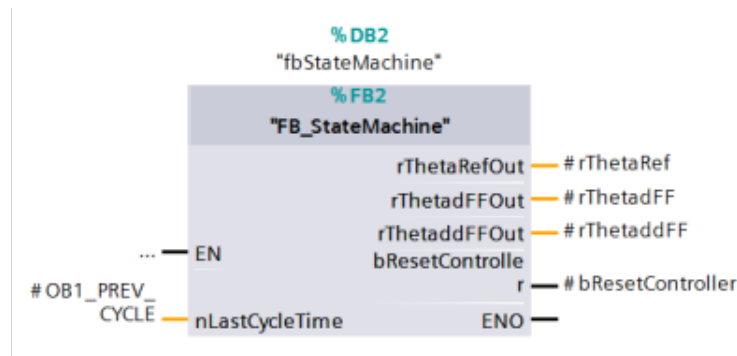 %DB2
"fbStateMachine"
%FB2
"FB_StateMachine"
rThetaRefOut
#rThetaRef
rThetadFFOut
#rThetadFF
rThetaddFFOut
#rThetaddFF
... EN
bResetControlle
r
#bResetController
#OB1_PREV_
CYCLE
nLastCycleTime
ENO